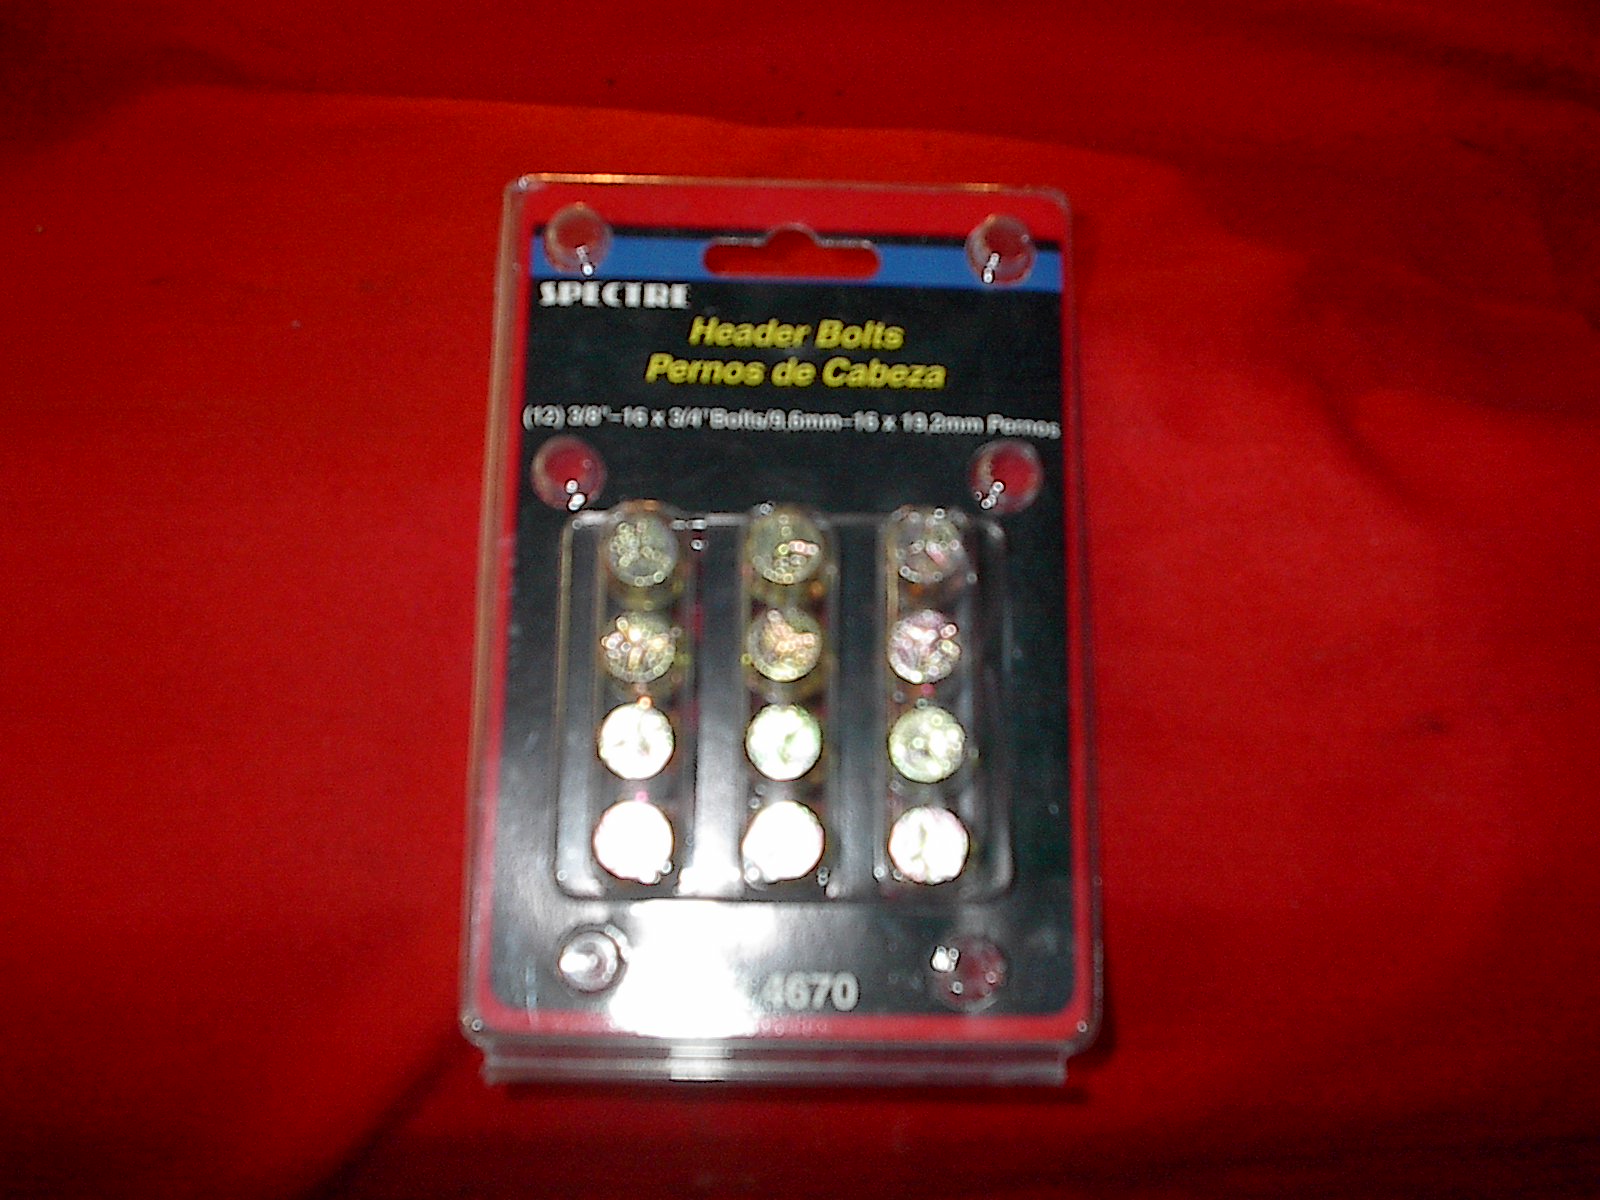 SPECTRE
Header Bolts
Pernos de Cabeza
(12) 3/8"-16 x 3/4" Bolts/9,6mm-16 x 19,2mm Pernos
4670